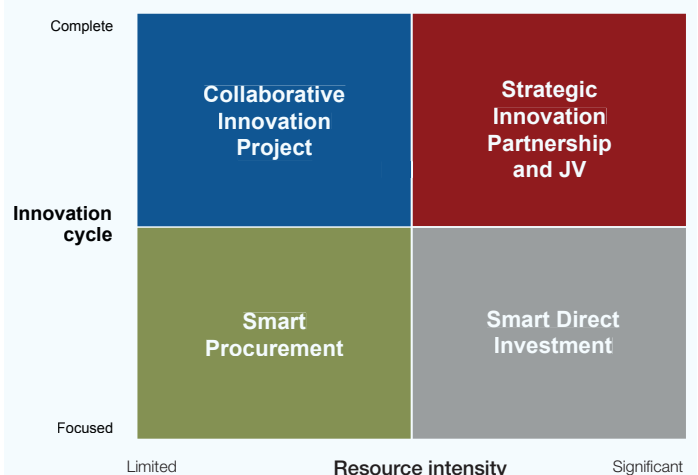 Complete
Collaborative
Innovation
Project
Strategic
Innovation
Partnership
and JV
Innovation
cycle
Smart
Procurement
Smart Direct
Investment
Focused
Limited
Resource intensity
Significant